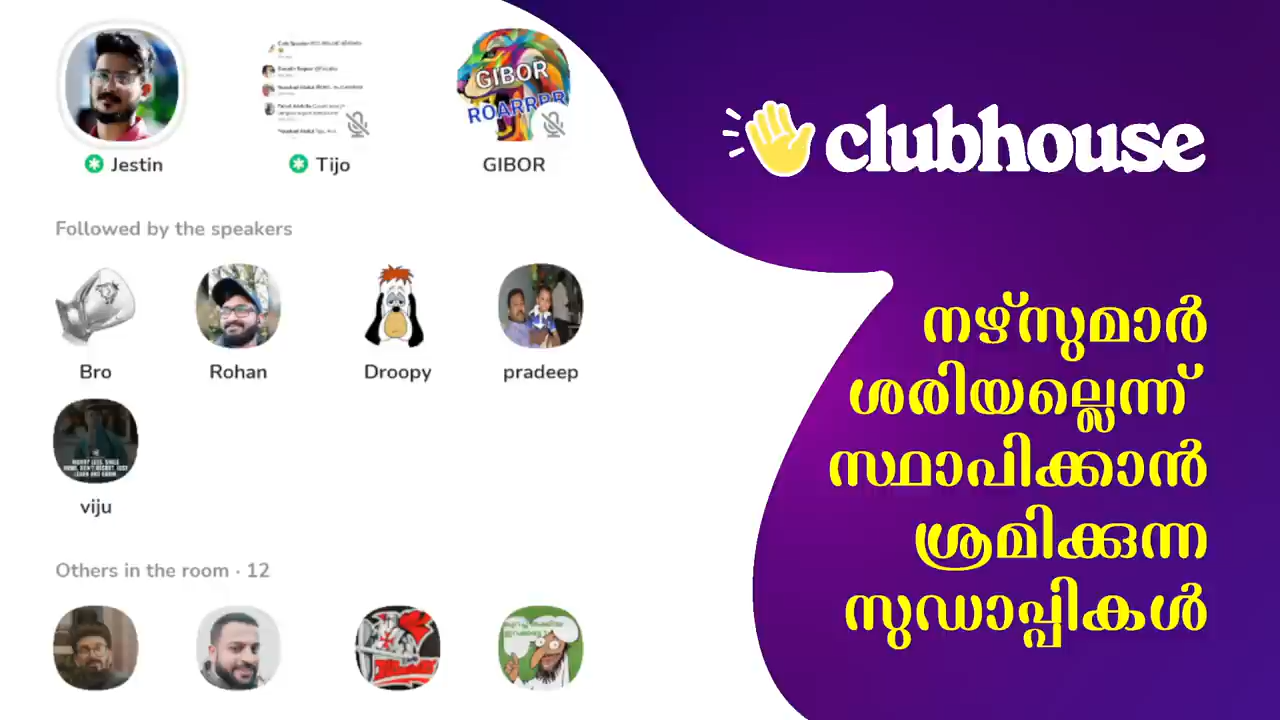 GIBOR
ROARRRR
Jestin
Tijo
GIBOR
Followed by the speakers
Bro
Rohan
Droopy
pradeep
viju
Others in the room · 12
clubhouse
നഴ്സുമാർ
ശരിയല്ലെന്ന്
സ്ഥാപിക്കാൻ
ശ്രമിക്കുന്ന
സുഡാപ്പികൾ